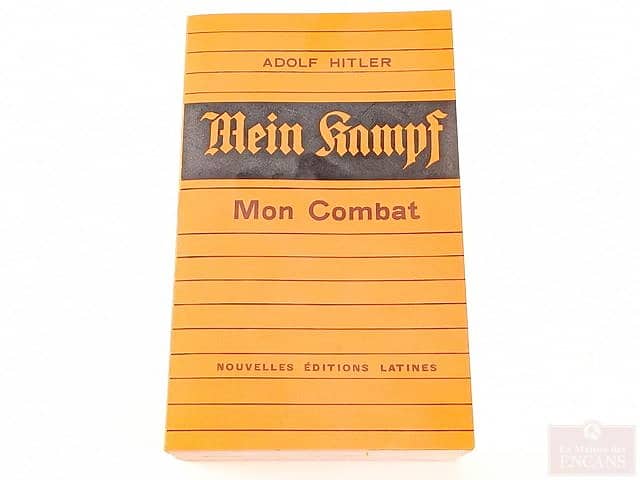 ADOLF HITLER
Mein Kampf
Mon Combat
NOUVELLES ÉDITIONS LATINES
La Maison des
ENCANS